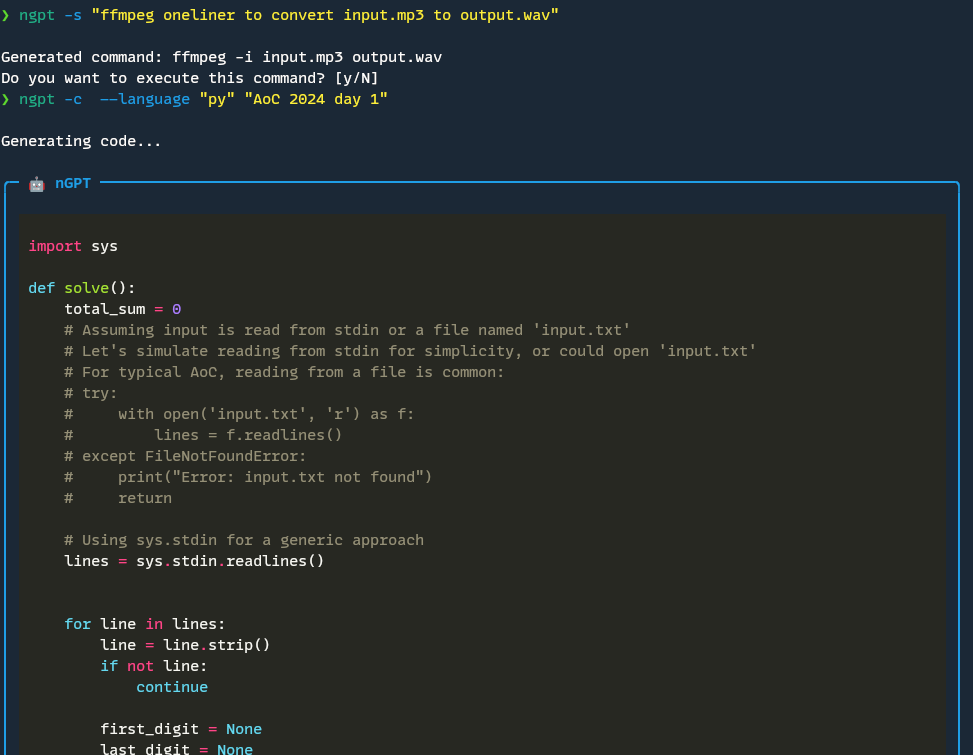 ❯ ngpt -s "ffmpeg oneliner to convert input.mp3 to output.wav"
Generated command: ffmpeg -i input.mp3 output.wav
Do you want to execute this command? [y/N]
❯ ngpt -c  --language "py" "AoC 2024 day 1"
Generating code...
🤖 nGPT
import sys
def solve():
    total_sum = 0
    # Assuming input is read from stdin or a file named 'input.txt'
    # Let's simulate reading from stdin for simplicity, or could open 'input.txt'
    # For typical AoC, reading from a file is common:
    # try:
    #     with open('input.txt', 'r') as f:
    #         lines = f.readlines()
    # except FileNotFoundError:
    #     print("Error: input.txt not found")
    #     return
    # Using sys.stdin for a generic approach
    lines = sys.stdin.readlines()
    for line in lines:
        line = line.strip()
        if not line:
            continue
        first_digit = None
        last_digit = None